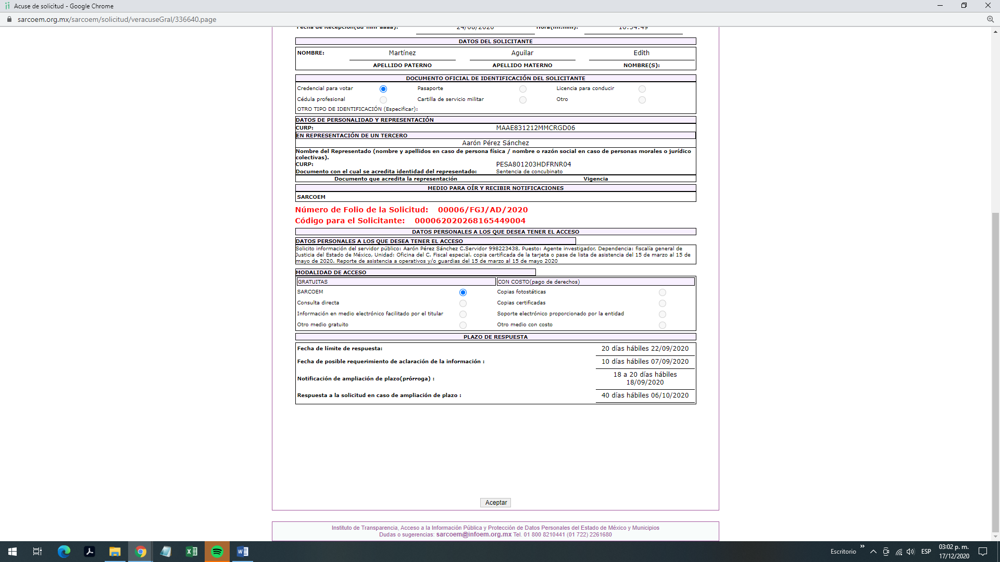 Acuse de solicitud - Google Chrome
sarcoem.org.mx/sarcoem/solicitud/veracuseGral/336640.page
Fecha de Recepción(dd-mm-aaaa): 24/08/2020 Hora(hh:mm): 16:54:49
DATOS DEL SOLICITANTE
NOMBRE: Martínez Aguilar Edith
APELLIDO PATERNO APELLIDO MATERNO NOMBRE(S):
DOCUMENTO OFICIAL DE IDENTIFICACIÓN DEL SOLICITANTE
Credencial para votar Pasaporte Licencia para conducir
Cédula profesional Cartilla de servicio militar Otro
OTRO TIPO DE IDENTIFICACIÓN (Especificar):
DATOS DE PERSONALIDAD Y REPRESENTACIÓN
CURP: MAAE831212MMCRGD06
EN REPRESENTACIÓN DE UN TERCERO
Aarón Pérez Sánchez
Nombre del Representado (nombre y apellidos en caso de persona física / nombre o razón social en caso de personas morales o jurídico
colectivas).
CURP: PESA801203HDFRNR04
Documento con el cual se acredita identidad del representado: Sentencia de concubinato
Documento que acredita la representación Vigencia
MEDIO PARA OÍR Y RECIBIR NOTIFICACIONES
SARCOEM
Número de Folio de la Solicitud: 00006/FGJ/AD/2020
Código para el Solicitante: 000062020268165449004
DATOS PERSONALES A LOS QUE DESEA TENER EL ACCESO
DATOS PERSONALES A LOS QUE DESEA TENER EL ACCESO
Solicito información del servidor público: Aarón Pérez Sánchez C.Servidor 998223438, Puesto: Agente investigador, Dependencia: fiscalía general de
Justicia del Estado de México, Unidad: Oficina del C. Fiscal especial. copia certificada de la tarjeta o pase de lista de asistencia del 15 de marzo al 15 de
mayo de 2020. Reporte de asistencia a operativos y/o guardias del 15 de marzo al 15 de mayo 2020
MODALIDAD DE ACCESO
GRATUITAS CON COSTO(pago de derechos)
SARCOEM Copias fotostáticas
Consulta directa Copias certificadas
Información en medio electrónico facilitado por el titular Soporte electrónico proporcionado por la entidad
Otro medio gratuito Otro medio con costo
PLAZO DE RESPUESTA
Fecha de límite de respuesta: 20 días hábiles 22/09/2020
Fecha de posible requerimiento de aclaración de la información : 10 días hábiles 07/09/2020
Notificación de ampliación de plazo(prórroga) : 18 a 20 días hábiles
18/09/2020
Respuesta a la solicitud en caso de ampliación de plazo : 40 días hábiles 06/10/2020
Aceptar
Instituto de Transparencia, Acceso a la Información Pública y Protección de Datos Personales del Estado de México y Municipios
Dudas o sugerencias: sarcoem@infoem.org.mx Tel. 01 800 8210441 (01 722) 2261680
Escritorio » ESP 03:02 p. m.
17/12/2020